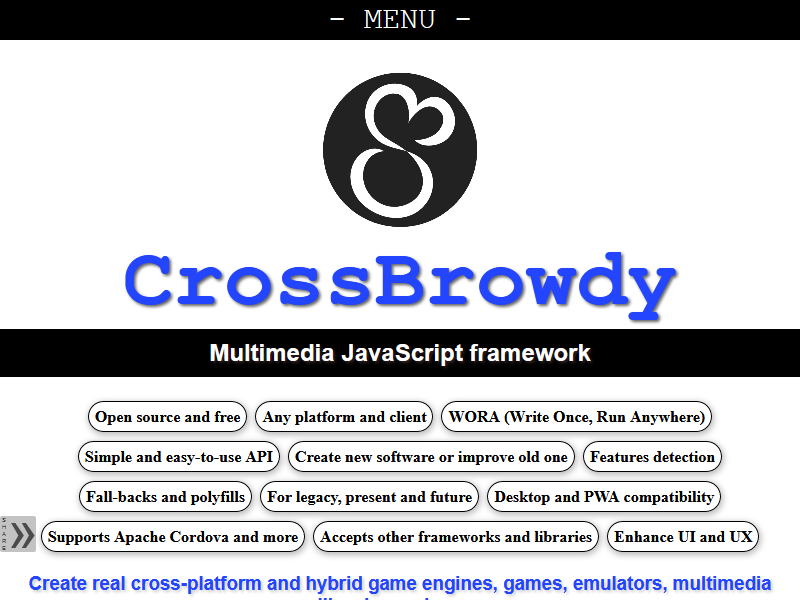 - MENU -
CrossBrowdy
Multimedia JavaScript framework
Open source and free Any platform and client WORA (Write Once, Run Anywhere)
Simple and easy-to-use API Create new software or improve old one Features detection
Fall-backs and polyfills For legacy, present and future Desktop and PWA compatibility
SHARE Supports Apache Cordova and more Accepts other frameworks and libraries Enhance UI and UX
Create real cross-platform and hybrid game engines, games, emulators, multimedia